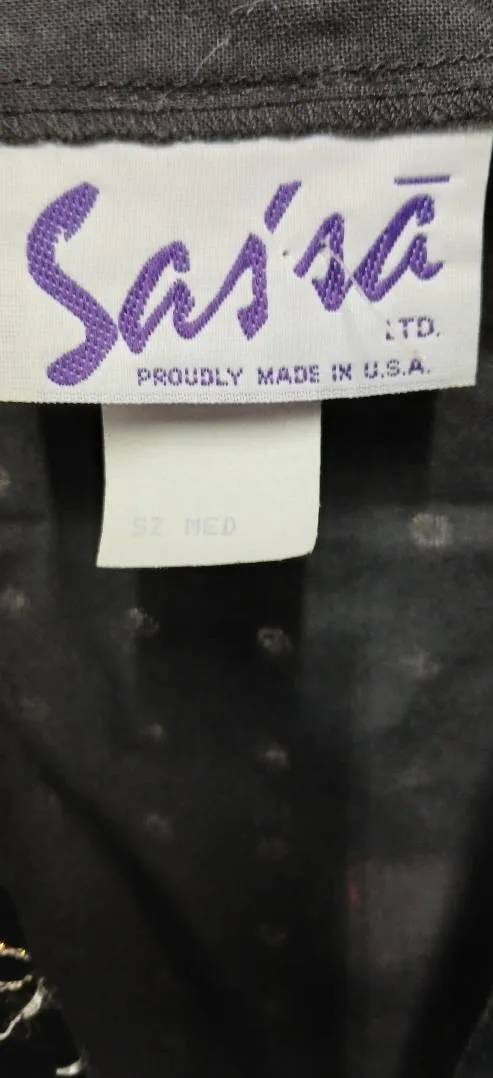 Sas'sā
LTD.
PROUDLY MADE IN U.S.A.
SZ MED